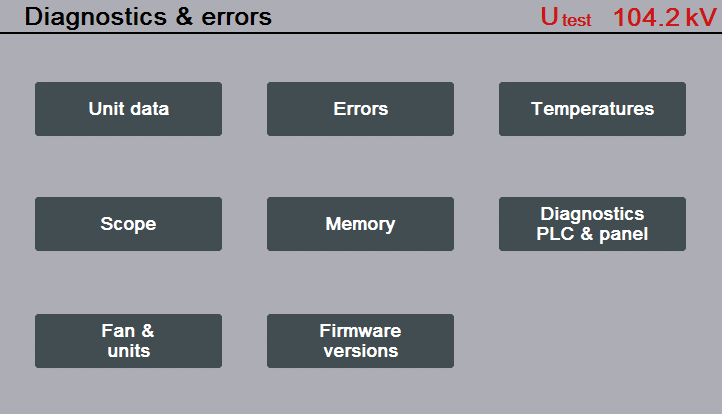 Diagnostics & errors
U test 104.2 kV
Unit data
Errors
Temperatures
Scope
Memory
Diagnostics
PLC & panel
Fan &
units
Firmware
versions